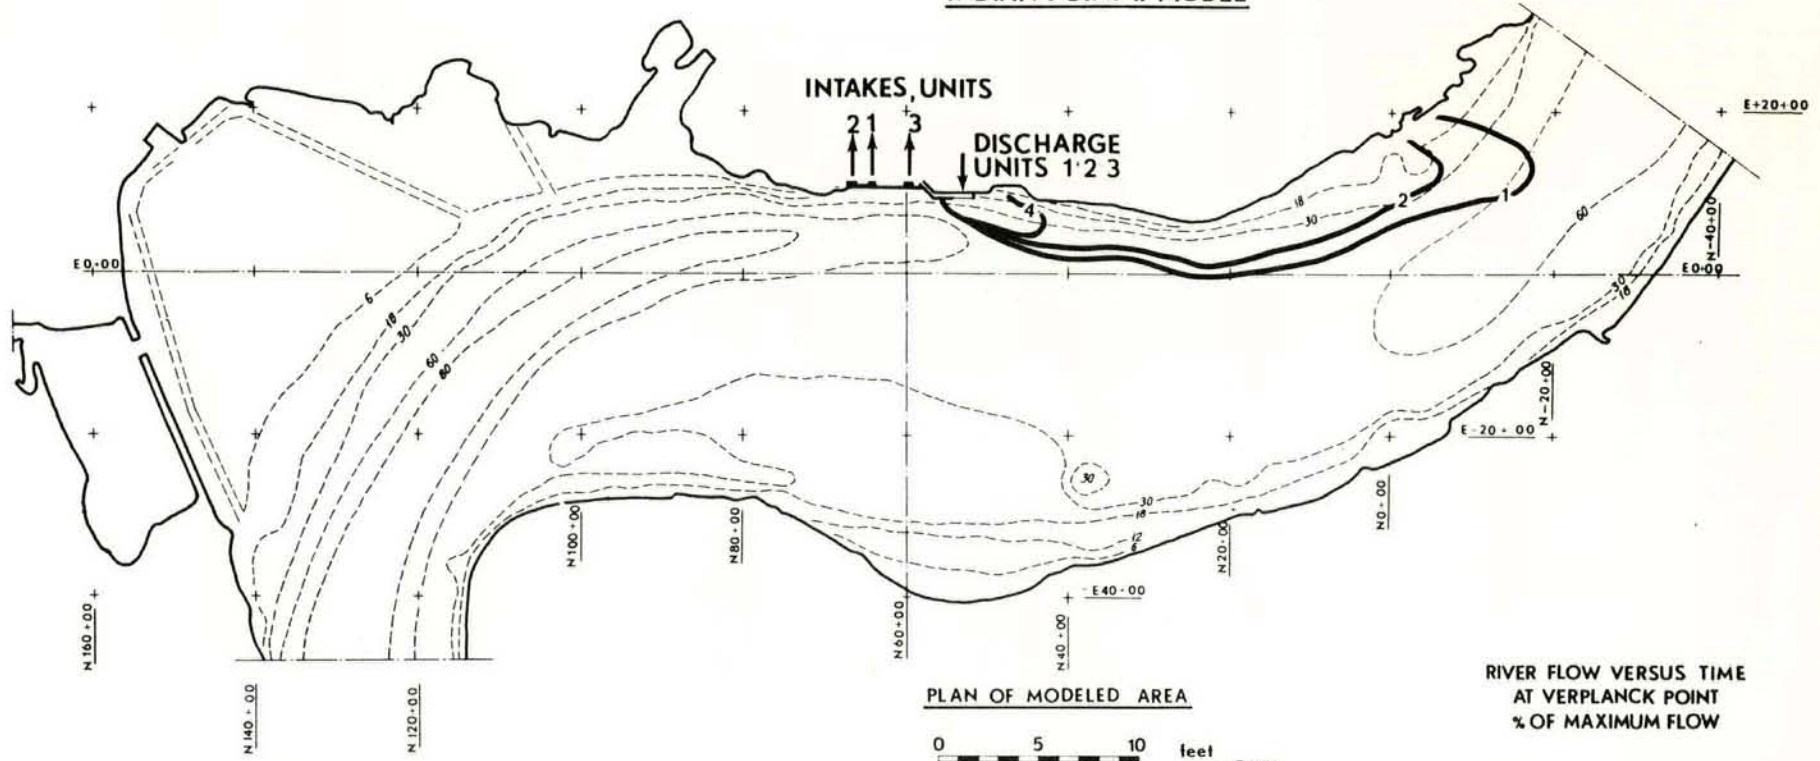 INTAKES, UNITS
2 1 3
DISCHARGE
UNITS 1·2 3
E+20+00
4
2
1
18
30
60
N-40+00
E0+00
E0+00
6
18
30
60
80
30
18
N-20+00
E-20+00
30
30
18
12
6
N100+00
N80+00
N20+00
N0+00
E40-00
N160+00
N60+00
N40+00
N140+00
N120+00
PLAN OF MODELED AREA
0 5 10 feet
RIVER FLOW VERSUS TIME
AT VERPLANCK POINT
% OF MAXIMUM FLOW